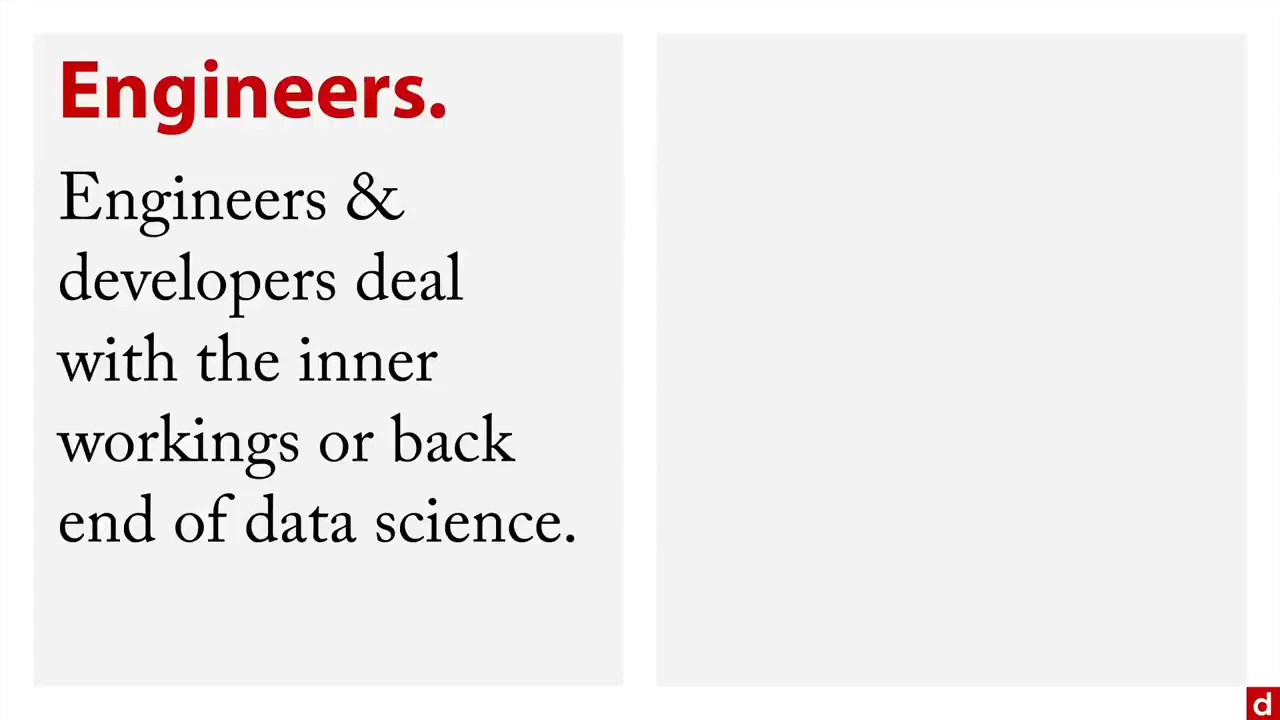 Engineers.
Engineers &
developers deal
with the inner
workings or back
end of data science.
d